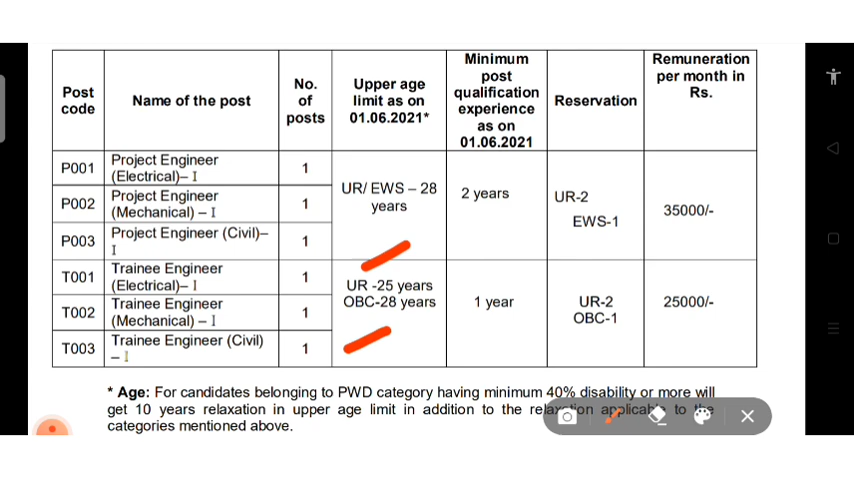 Post code
Name of the post
No. of posts
Upper age limit as on 01.06.2021*
Minimum post qualification experience as on 01.06.2021
Reservation
Remuneration per month in Rs.
P001
Project Engineer
(Electrical)– I
1
UR/ EWS – 28
years
2 years
UR-2
EWS-1
35000/-
P002
Project Engineer
(Mechanical) – I
1
P003
Project Engineer (Civil)–
I
1
T001
Trainee Engineer
(Electrical)– I
1
UR -25 years
OBC-28 years
1 year
UR-2
OBC-1
25000/-
T002
Trainee Engineer
(Mechanical) – I
1
T003
Trainee Engineer (Civil)
– I
1
* Age: For candidates belonging to PWD category having minimum 40% disability or more will
get 10 years relaxation in upper age limit in addition to the relaxation applicable to the
categories mentioned above.